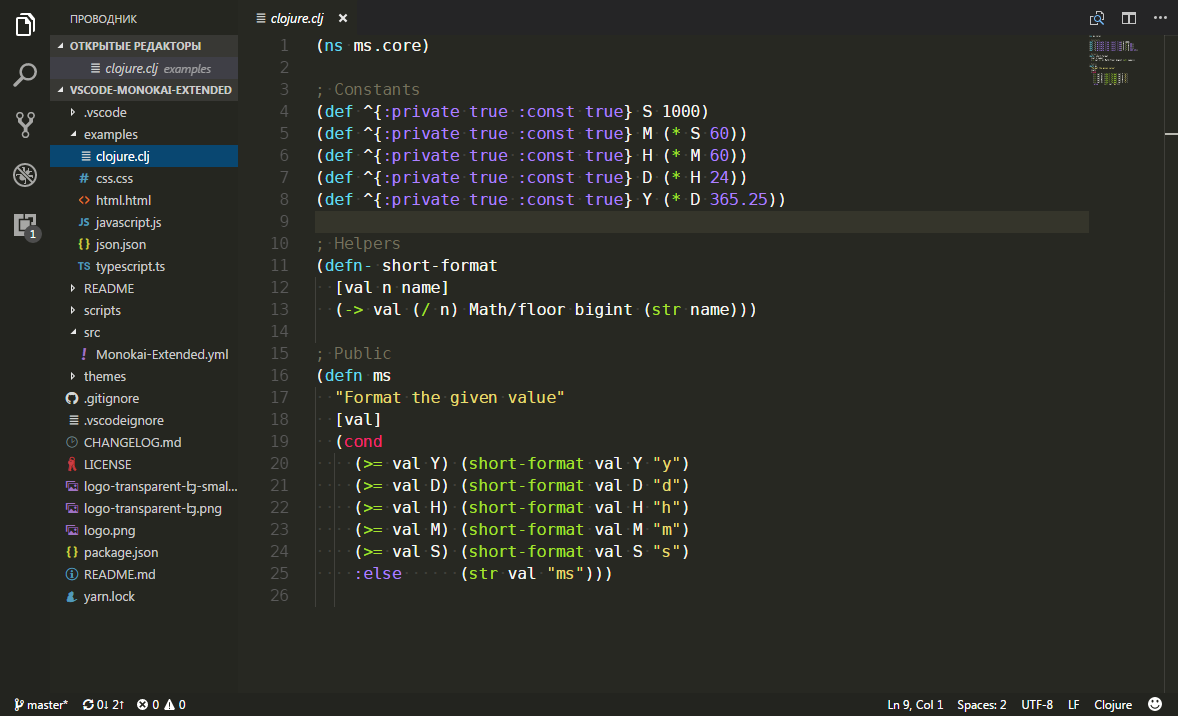 ПРОВОДНИК
ОТКРЫТЫЕ РЕДАКТОРЫ
clojure.clj examples
VSCODE-MONOKAI-EXTENDED
.vscode
examples
clojure.clj
# css.css
<> html.html
JS javascript.js
{} json.json
TS typescript.ts
README
scripts
src
! Monokai-Extended.yml
themes
.gitignore
.vscodeignore
CHANGELOG.md
LICENSE
logo-transparent-bg-smal...
logo-transparent-bg.png
logo.png
{} package.json
README.md
yarn.lock
1
clojure.clj
1 (ns ms.core)
2
3 ; Constants
4 (def ^{:private true :const true} S 1000)
5 (def ^{:private true :const true} M (* S 60))
6 (def ^{:private true :const true} H (* M 60))
7 (def ^{:private true :const true} D (* H 24))
8 (def ^{:private true :const true} Y (* D 365.25))
9
10 ; Helpers
11 (defn- short-format
12   [val n name]
13   (-> val (/ n) Math/floor bigint (str name)))
14
15 ; Public
16 (defn ms
17   "Format the given value"
18   [val]
19   (cond
20     (>= val Y) (short-format val Y "y")
21     (>= val D) (short-format val D "d")
22     (>= val H) (short-format val H "h")
23     (>= val M) (short-format val M "m")
24     (>= val S) (short-format val S "s")
25     :else      (str val "ms")))
26
master* 0↓ 2↑ 0 0 Ln 9, Col 1 Spaces: 2 UTF-8 LF Clojure